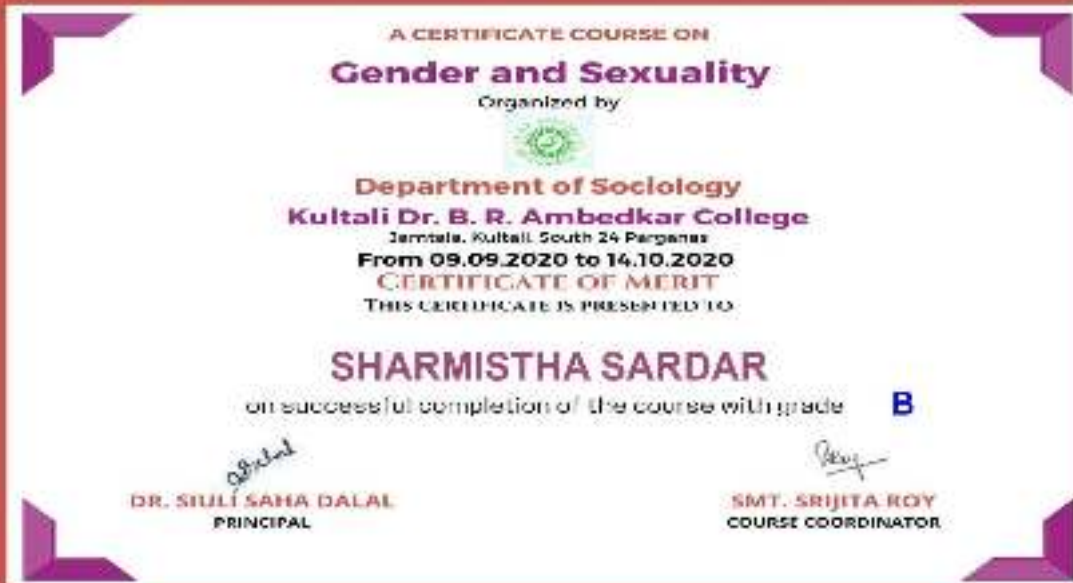 A CERTIFICATE COURSE ON
Gender and Sexuality
Organized by
Department of Sociology
Kultali Dr. B. R. Ambedkar College
Jamtala, Kultali, South 24 Parganas
From 09.09.2020 to 14.10.2020
CERTIFICATE OF MERIT
THIS CERTIFICATE IS PRESENTED TO
SHARMISTHA SARDAR
on successful completion of the course with grade B
DR. SIULI SAHA DALAL
SMT. SRIJITA ROY
PRINCIPAL
COURSE COORDINATOR